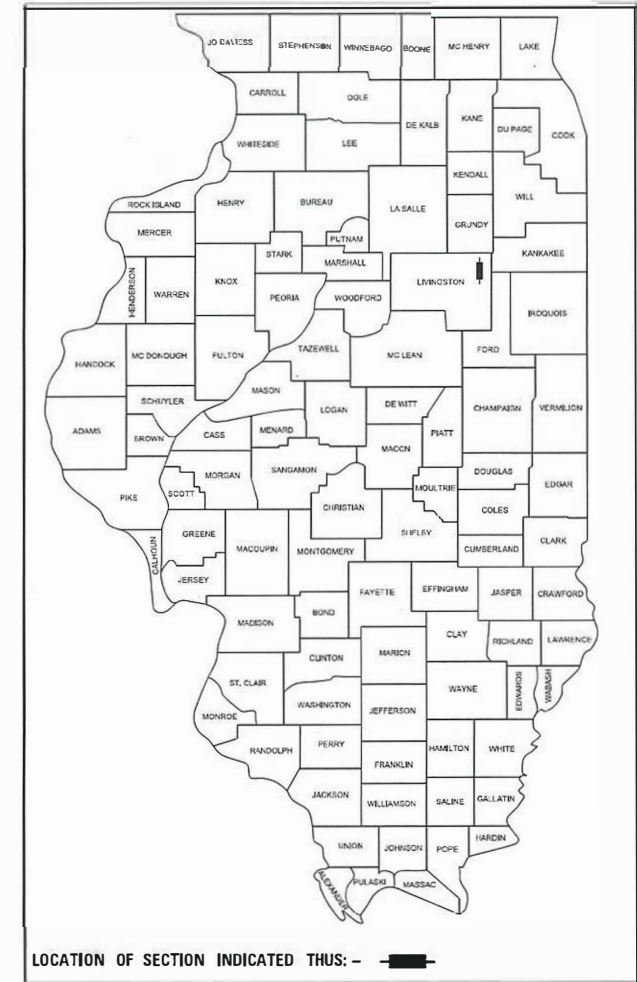 JO DAVIESS
STEPHENSON
WINNEBAGO
BOONE
MC HENRY
LAKE
CARROLL
OGLE
DE KALB
KANE
DU PAGE
COOK
WHITESIDE
LEE
KENDALL
WILL
ROCK ISLAND
HENRY
BUREAU
LA SALLE
GRUNDY
MERCER
PUTNAM
STARK
MARSHALL
KANKAKEE
HENDERSON
WARREN
KNOX
PEORIA
WOODFORD
LIVINGSTON
IROQUOIS
HANCOCK
MC DONOUGH
FULTON
TAZEWELL
MC LEAN
FORD
MASON
SCHUYLER
LOGAN
DE WITT
CHAMPAIGN
VERMILION
ADAMS
BROWN
CASS
MENARD
MACON
PIATT
PIKE
SCOTT
MORGAN
SANGAMON
DOUGLAS
EDGAR
MOULTRIE
CHRISTIAN
COLES
SHELBY
CALHOUN
GREENE
MACOUPIN
MONTGOMERY
CUMBERLAND
CLARK
JERSEY
FAYETTE
EFFINGHAM
JASPER
CRAWFORD
MADISON
BOND
CLAY
RICHLAND
LAWRENCE
MARION
CLINTON
ST. CLAIR
WAYNE
EDWARDS
WABASH
MONROE
WASHINGTON
JEFFERSON
RANDOLPH
PERRY
HAMILTON
WHITE
FRANKLIN
JACKSON
WILLIAMSON
SALINE
GALLATIN
UNION
JOHNSON
POPE
HARDIN
ALEXANDER
PULASKI
MASSAC
LOCATION OF SECTION INDICATED THUS: -